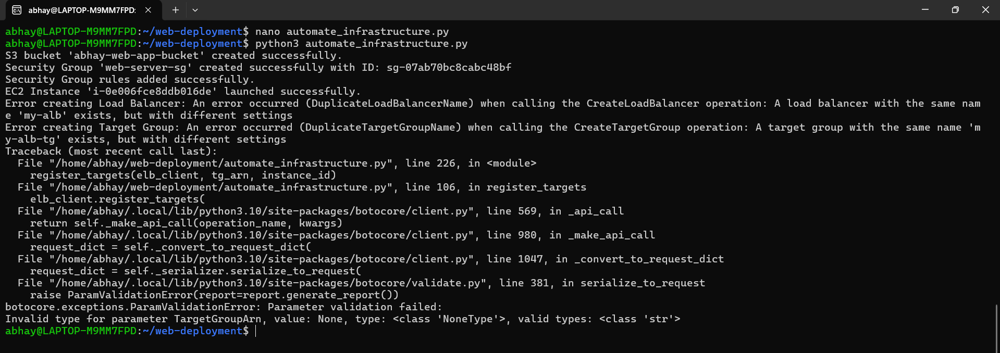 abhay@LAPTOP-M9MM7FPD:
abhay@LAPTOP-M9MM7FPD:~/web-deployment$ nano automate_infrastructure.py
abhay@LAPTOP-M9MM7FPD:~/web-deployment$ python3 automate_infrastructure.py
S3 bucket 'abhay-web-app-bucket' created successfully.
Security Group 'web-server-sg' created successfully with ID: sg-07ab70bc8cabc48bf
Security Group rules added successfully.
EC2 Instance 'i-0e006fce8ddb016de' launched successfully.
Error creating Load Balancer: An error occurred (DuplicateLoadBalancerName) when calling the CreateLoadBalancer operation: A load balancer with the same nam
e 'my-alb' exists, but with different settings
Error creating Target Group: An error occurred (DuplicateTargetGroupName) when calling the CreateTargetGroup operation: A target group with the same name 'm
y-alb-tg' exists, but with different settings
Traceback (most recent call last):
  File "/home/abhay/web-deployment/automate_infrastructure.py", line 226, in <module>
    register_targets(elb_client, tg_arn, instance_id)
  File "/home/abhay/web-deployment/automate_infrastructure.py", line 106, in register_targets
    elb_client.register_targets(
  File "/home/abhay/.local/lib/python3.10/site-packages/botocore/client.py", line 569, in _api_call
    return self._make_api_call(operation_name, kwargs)
  File "/home/abhay/.local/lib/python3.10/site-packages/botocore/client.py", line 980, in _make_api_call
    request_dict = self._convert_to_request_dict(
  File "/home/abhay/.local/lib/python3.10/site-packages/botocore/client.py", line 1047, in _convert_to_request_dict
    request_dict = self._serializer.serialize_to_request(
  File "/home/abhay/.local/lib/python3.10/site-packages/botocore/validate.py", line 381, in serialize_to_request
    raise ParamValidationError(report=report.generate_report())
botocore.exceptions.ParamValidationError: Parameter validation failed:
Invalid type for parameter TargetGroupArn, value: None, type: <class 'NoneType'>, valid types: <class 'str'>
abhay@LAPTOP-M9MM7FPD:~/web-deployment$